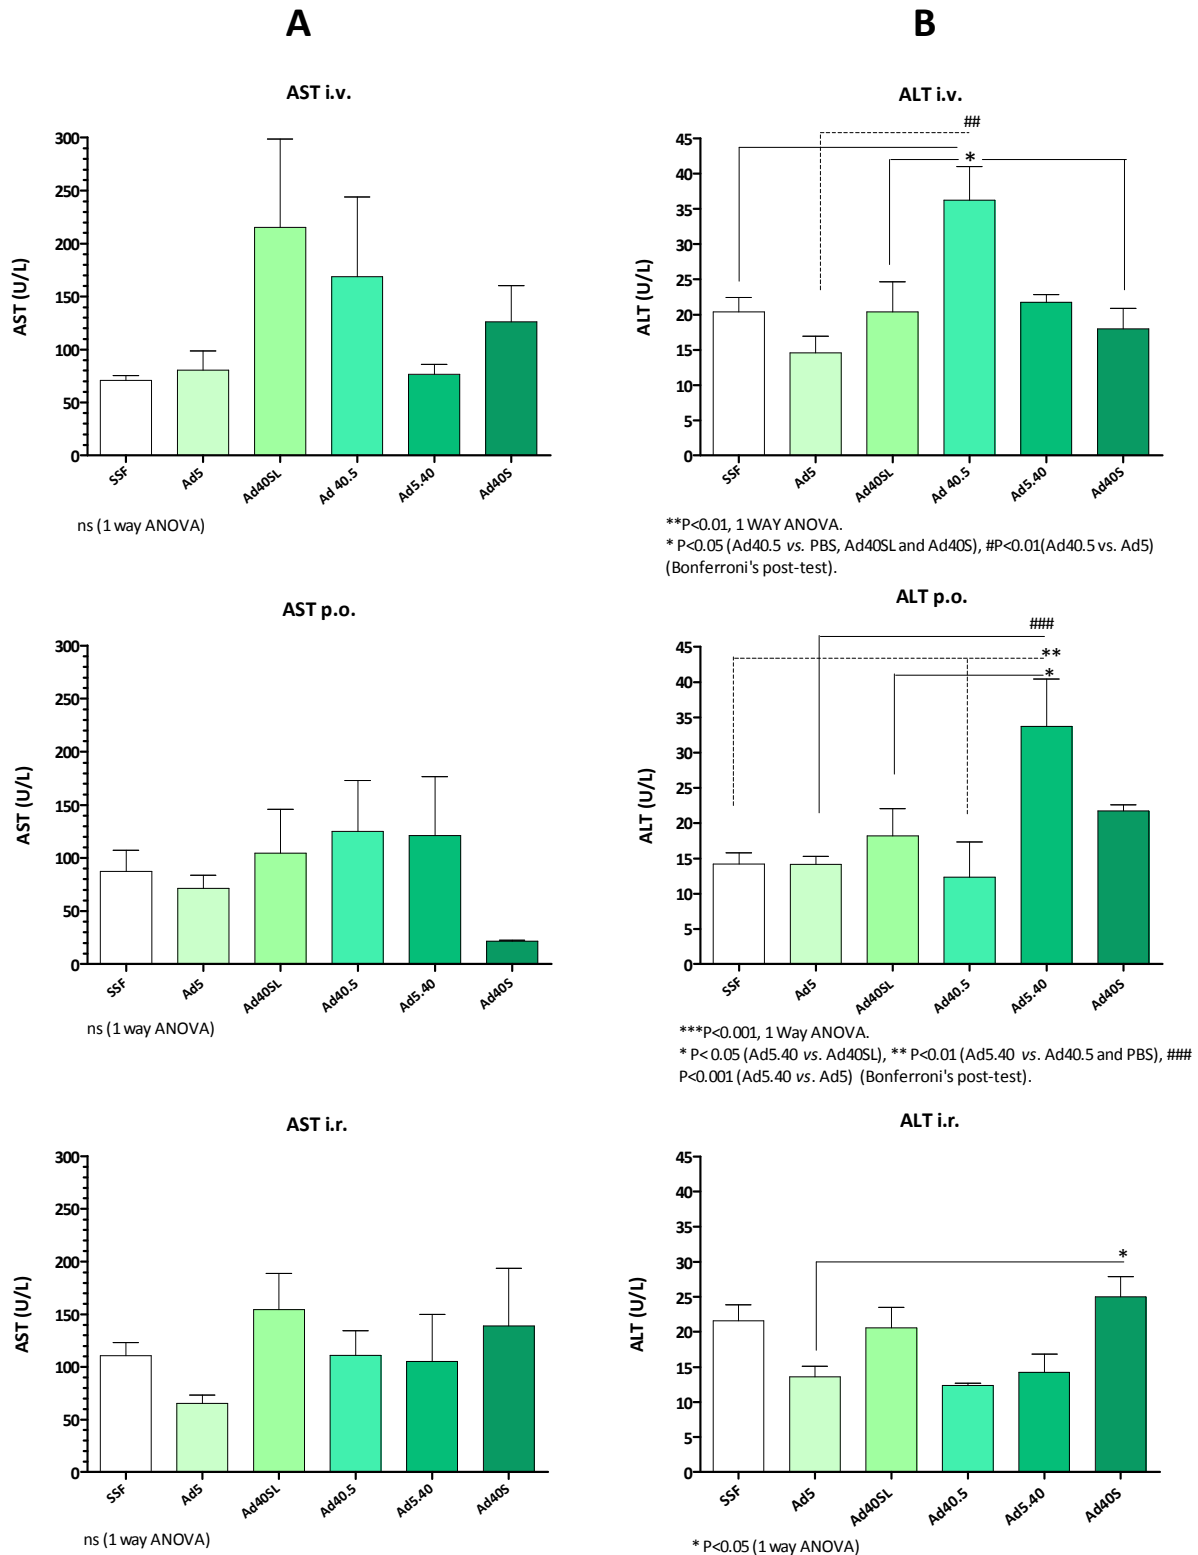 A
B
AST i.v.
AST (U/L)
300
250
200
150
100
50
0
SSF
Ad5
Ad40SL
Ad 40.5
Ad5.40
Ad40S
ns (1 way ANOVA)
ALT i.v.
##
*
ALT (U/L)
45
40
35
30
25
20
15
10
5
0
SSF
Ad5
Ad40SL
Ad 40.5
Ad5.40
Ad40S
**P<0.01, 1 WAY ANOVA.
* P<0.05 (Ad40.5 vs. PBS, Ad40SL and Ad40S), #P<0.01(Ad40.5 vs. Ad5)
(Bonferroni's post-test).
AST p.o.
AST (U/L)
300
250
200
150
100
50
0
SSF
Ad5
Ad40SL
Ad40.5
Ad5.40
Ad40S
ns (1 way ANOVA)
ALT p.o.
###
**
*
ALT (U/L)
45
40
35
30
25
20
15
10
5
0
SSF
Ad5
Ad40SL
Ad40.5
Ad5.40
Ad40S
***P<0.001, 1 Way ANOVA.
* P< 0.05 (Ad5.40 vs. Ad40SL), ** P<0.01 (Ad5.40 vs. Ad40.5 and PBS), ###
P<0.001 (Ad5.40 vs. Ad5) (Bonferroni's post-test).
AST i.r.
AST (U/L)
300
250
200
150
100
50
0
SSF
Ad5
Ad40SL
Ad40.5
Ad5.40
Ad40S
ns (1 way ANOVA)
ALT i.r.
*
ALT (U/L)
45
40
35
30
25
20
15
10
5
0
SSF
Ad5
Ad40SL
Ad40.5
Ad5.40
Ad40S
* P<0.05 (1 way ANOVA)